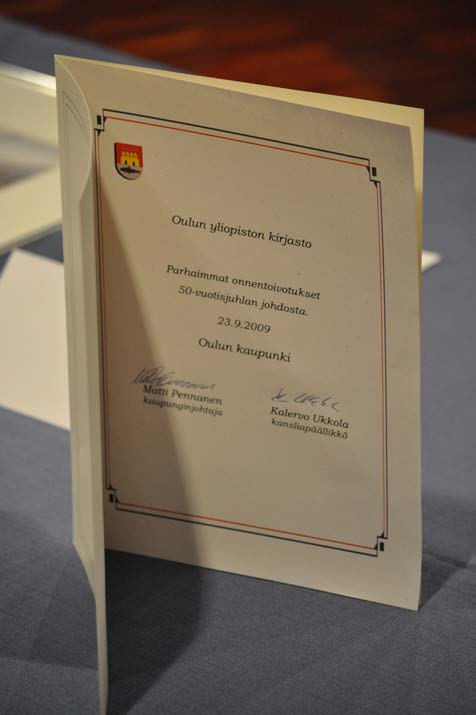 Oulun yliopiston kirjasto
Parhaimmat onnentoivotukset
50-vuotisjuhlan johdosta.
23.9.2009
Oulun kaupunki
Matti Pennanen
kaupunginjohtaja
Kalervo Ukkola
kansliapäällikkö